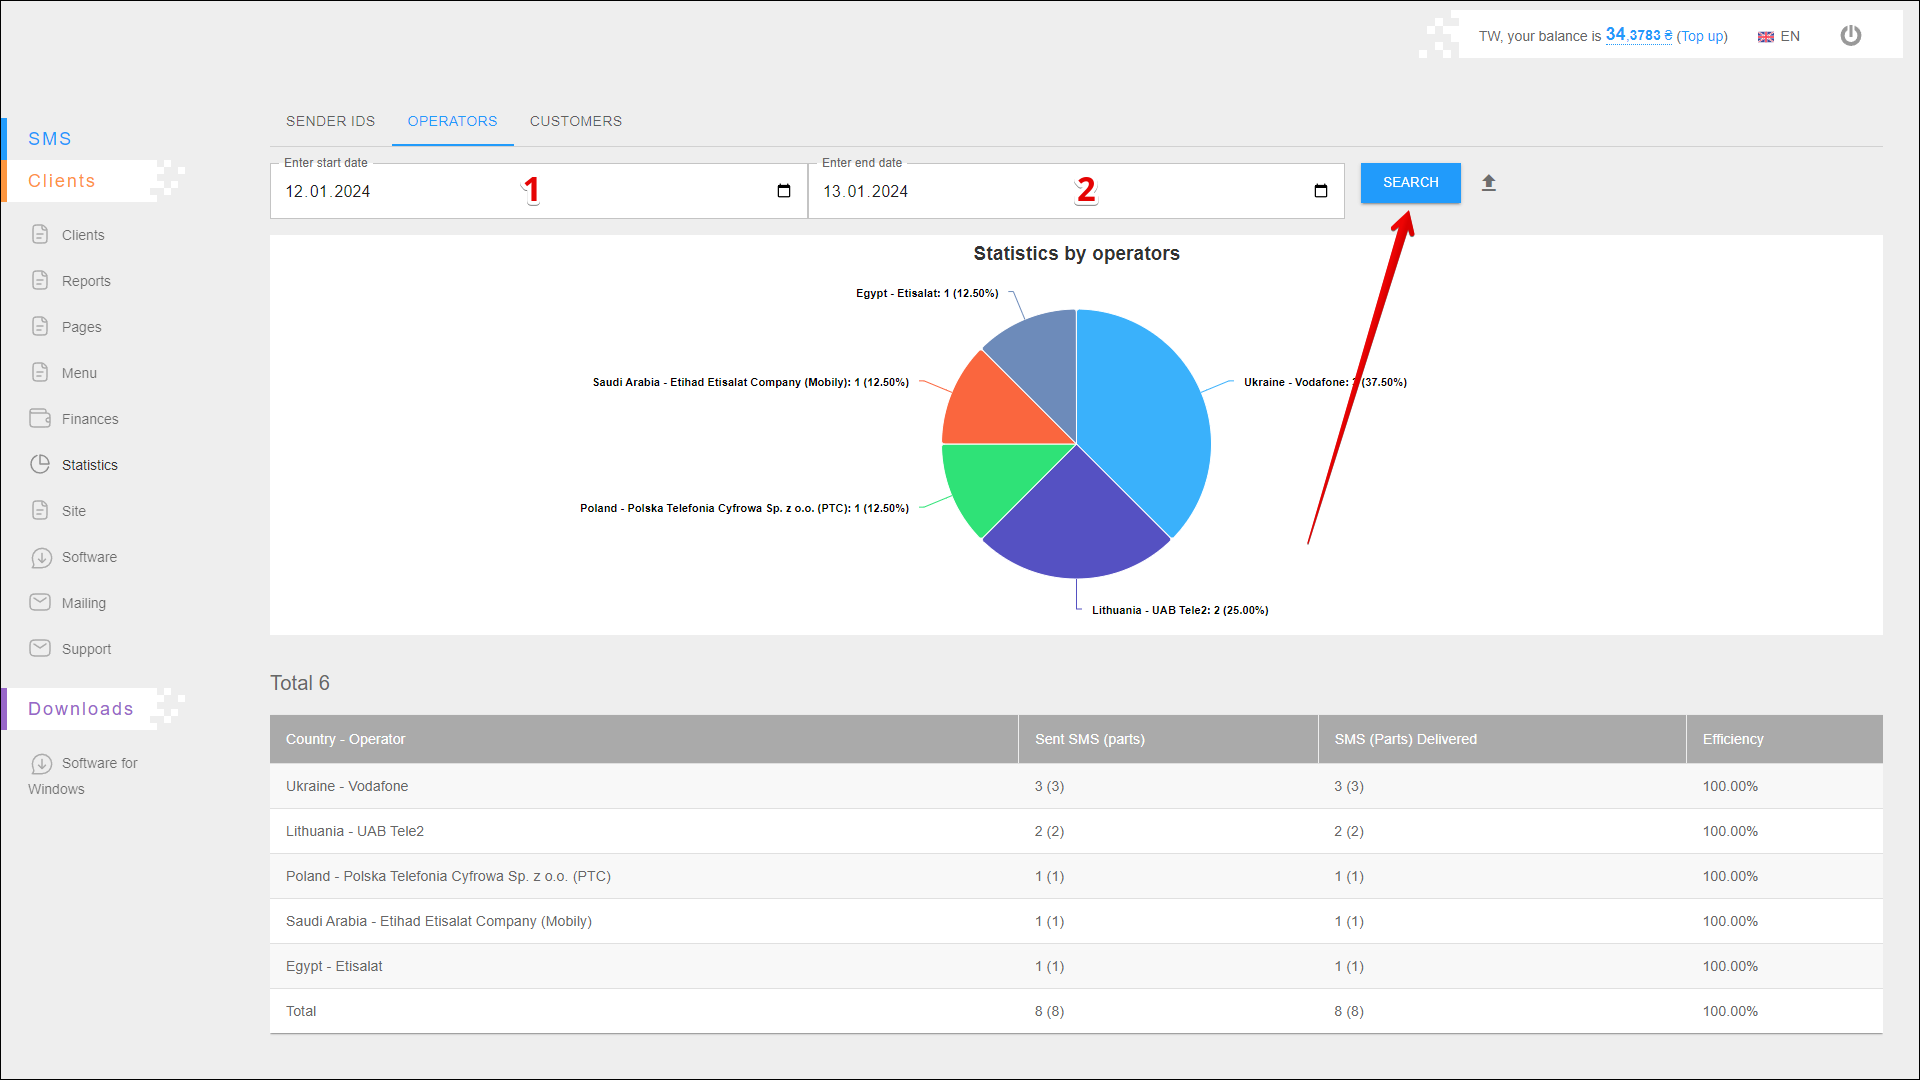 TW, your balance is 34,3783 ₴ (Top up)
EN
SMS
Clients
Clients
Reports
Pages
Menu
Finances
Statistics
Site
Software
Mailing
Support
Downloads
Software for
Windows
SENDER IDS
OPERATORS
CUSTOMERS
Enter start date
12.01.2024
1
Enter end date
13.01.2024
2
SEARCH
Statistics by operators
Egypt - Etisalat: 1 (12.50%)
Saudi Arabia - Etihad Etisalat Company (Mobily): 1 (12.50%)
Ukraine - Vodafone: (37.50%)
Poland - Polska Telefonia Cyfrowa Sp. z o.o. (PTC): 1 (12.50%)
Lithuania - UAB Tele2: 2 (25.00%)
Total 6
Country - Operator Sent SMS (parts) SMS (Parts) Delivered Efficiency
Ukraine - Vodafone 3 (3) 3 (3) 100.00%
Lithuania - UAB Tele2 2 (2) 2 (2) 100.00%
Poland - Polska Telefonia Cyfrowa Sp. z o.o. (PTC) 1 (1) 1 (1) 100.00%
Saudi Arabia - Etihad Etisalat Company (Mobily) 1 (1) 1 (1) 100.00%
Egypt - Etisalat 1 (1) 1 (1) 100.00%
Total 8 (8) 8 (8) 100.00%